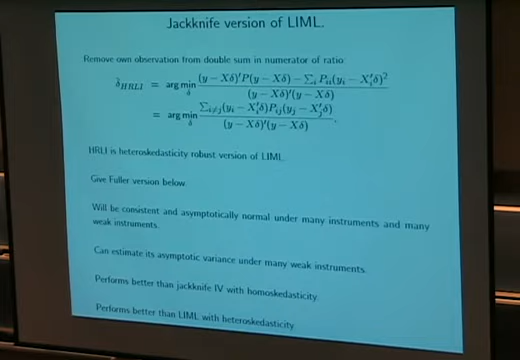 Jackknife version of LIML.
Remove own observation from double sum in numerator of ratio:
δ̂_HRLI = arg min_δ (y − Xδ)′P(y − Xδ) − Σ_i P_ii(y_i − X_i′δ)² / (y − Xδ)′(y − Xδ)
= arg min_δ Σ_{i≠j}(y_i − X_i′δ)P_ij(y_j − X_j′δ) / (y − Xδ)′(y − Xδ) .
HRLI is heteroskedasticity robust version of LIML.
Give Fuller version below.
Will be consistent and asymptotically normal under many instruments and many
weak instruments.
Can estimate its asymptotic variance under many weak instruments.
Performs better than jackknife IV with homoskedasticity.
Performs better than LIML with heteroskedasticity.